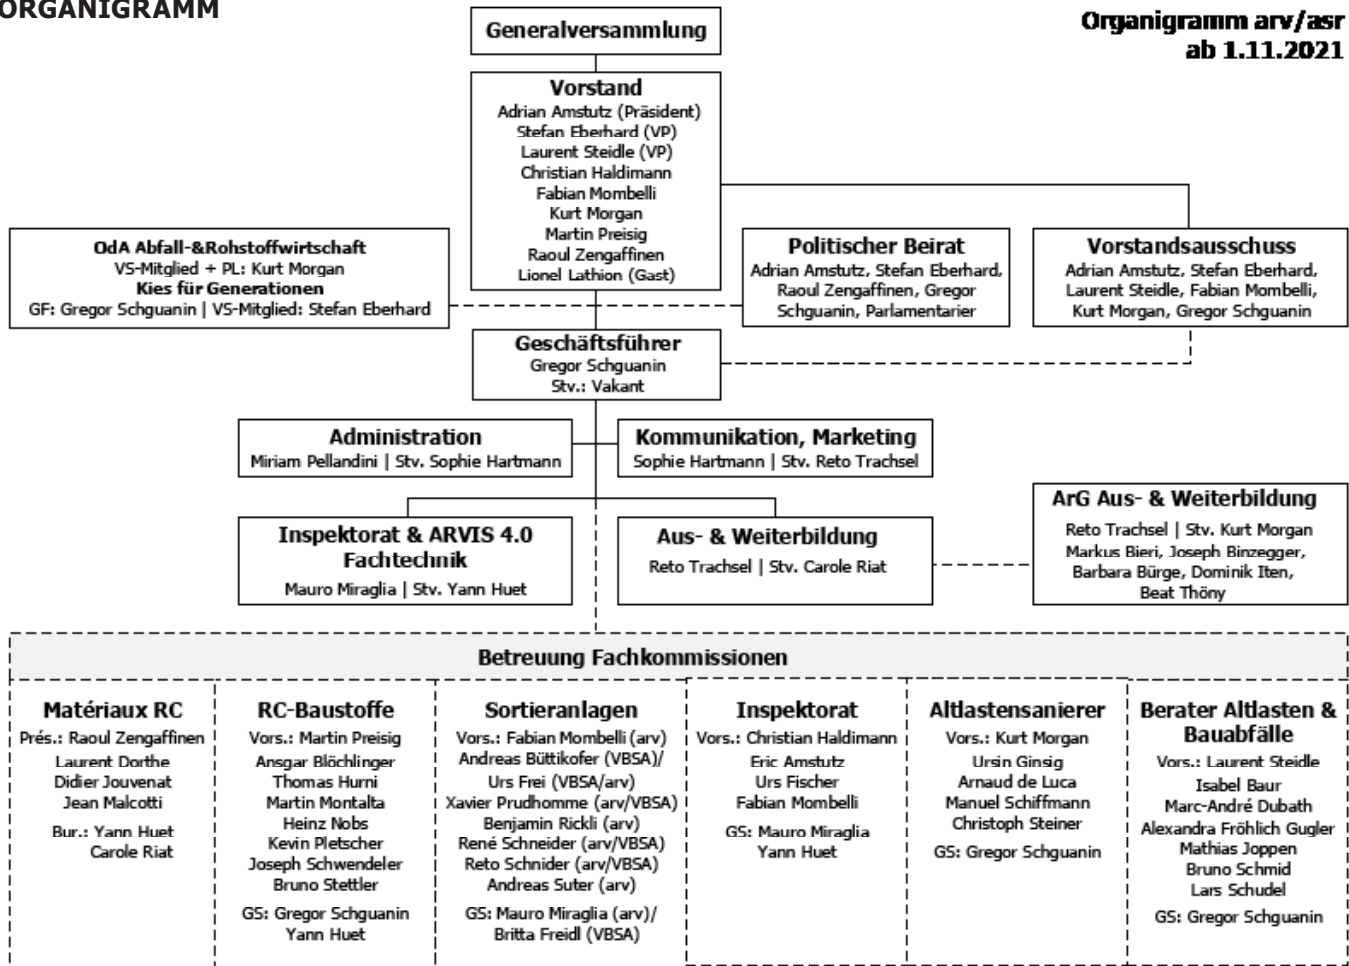 ORGANIGRAMM
Organigramm arv/asr
ab 1.11.2021
Generalversammlung
Vorstand
Adrian Amstutz (Präsident)
Stefan Eberhard (VP)
Laurent Steidle (VP)
Christian Haldimann
Fabian Mombelli
Kurt Morgan
Martin Preisig
Raoul Zengaffinen
Lionel Lathion (Gast)
OdA Abfall-&Rohstoffwirtschaft
VS-Mitglied + PL: Kurt Morgan
Kies für Generationen
GF: Gregor Schguanin | VS-Mitglied: Stefan Eberhard
Politischer Beirat
Adrian Amstutz, Stefan Eberhard,
Raoul Zengaffinen, Gregor
Schguanin, Parlamentarier
Vorstandsausschuss
Adrian Amstutz, Stefan Eberhard,
Laurent Steidle, Fabian Mombelli,
Kurt Morgan, Gregor Schguanin
Geschäftsführer
Gregor Schguanin
Stv.: Vakant
Administration
Miriam Pellandini | Stv. Sophie Hartmann
Kommunikation, Marketing
Sophie Hartmann | Stv. Reto Trachsel
Inspektorat & ARVIS 4.0
Fachtechnik
Mauro Miraglia | Stv. Yann Huet
Aus- & Weiterbildung
Reto Trachsel | Stv. Carole Riat
ArG Aus- & Weiterbildung
Reto Trachsel | Stv. Kurt Morgan
Markus Bieri, Joseph Binzegger,
Barbara Bürge, Dominik Iten,
Beat Thöny
Betreuung Fachkommissionen
Matériaux RC
Prés.: Raoul Zengaffinen
Laurent Dorthe
Didier Jouvenat
Jean Malcotti
Bur.: Yann Huet
Carole Riat
RC-Baustoffe
Vors.: Martin Preisig
Ansgar Blöchlinger
Thomas Hurni
Martin Montalta
Heinz Nobs
Kevin Pletscher
Joseph Schwendeler
Bruno Stettler
GS: Gregor Schguanin
Yann Huet
Sortieranlagen
Vors.: Fabian Mombelli (arv)
Andreas Büttikofer (VBSA)/
Urs Frei (VBSA/arv)
Xavier Prudhomme (arv/VBSA)
Benjamin Rickli (arv)
René Schneider (arv/VBSA)
Reto Schnider (arv/VBSA)
Andreas Suter (arv)
GS: Mauro Miraglia (arv)/
Britta Freidl (VBSA)
Inspektorat
Vors.: Christian Haldimann
Eric Amstutz
Urs Fischer
Fabian Mombelli
GS: Mauro Miraglia
Yann Huet
Altlastensanierer
Vors.: Kurt Morgan
Ursin Ginsig
Arnaud de Luca
Manuel Schiffmann
Christoph Steiner
GS: Gregor Schguanin
Berater Altlasten &
Bauabfälle
Vors.: Laurent Steidle
Isabel Baur
Marc-André Dubath
Alexandra Fröhlich Gugler
Mathias Joppen
Bruno Schmid
Lars Schudel
GS: Gregor Schguanin